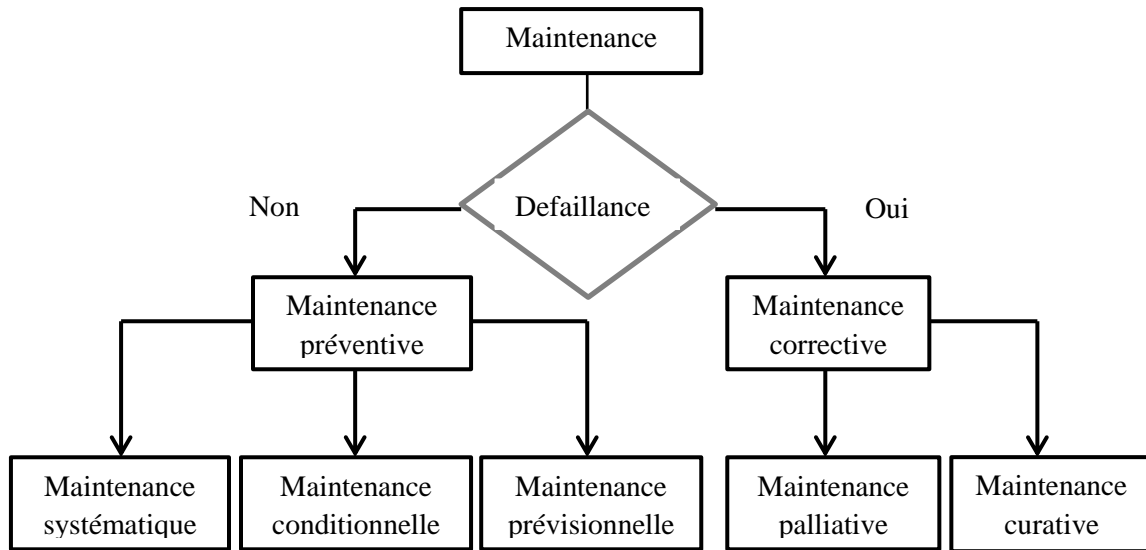 Maintenance
Non
Defaillance
Oui
Maintenance
préventive
Maintenance
corrective
Maintenance
systématique
Maintenance
conditionnelle
Maintenance
prévisionnelle
Maintenance
palliative
Maintenance
curative